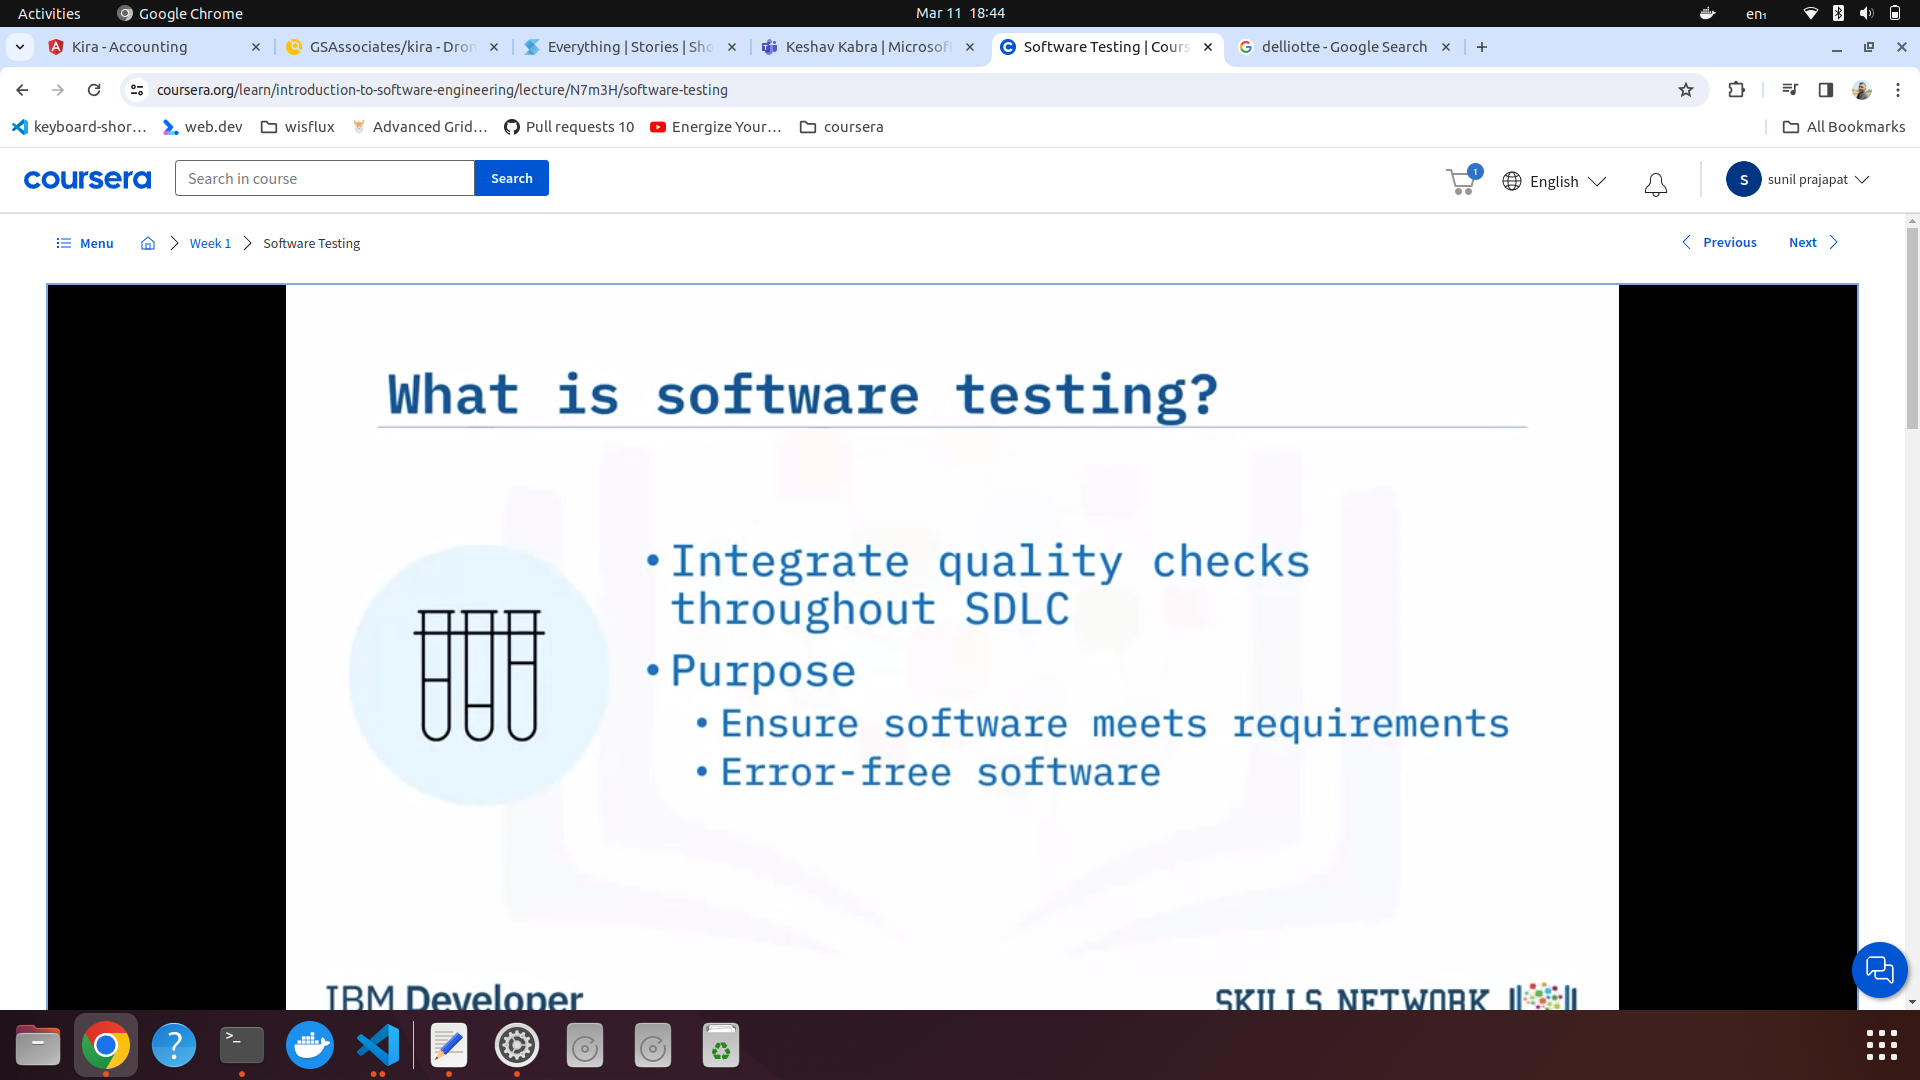 Activities Google Chrome Mar 11 18:44 en₁
Kira - Accounting GSAssociates/kira - Dron Everything | Stories | Sho Keshav Kabra | Microsof Software Testing | Cours delliotte - Google Search
coursera.org/learn/introduction-to-software-engineering/lecture/N7m3H/software-testing
keyboard-shor... web.dev wisflux Advanced Grid... Pull requests 10 Energize Your... coursera All Bookmarks
coursera Search in course Search 1 English S sunil prajapat
Menu Week 1 Software Testing Previous Next
What is software testing?
• Integrate quality checks
throughout SDLC
• Purpose
• Ensure software meets requirements
• Error-free software
IBM Developer SKILLS NETWORK